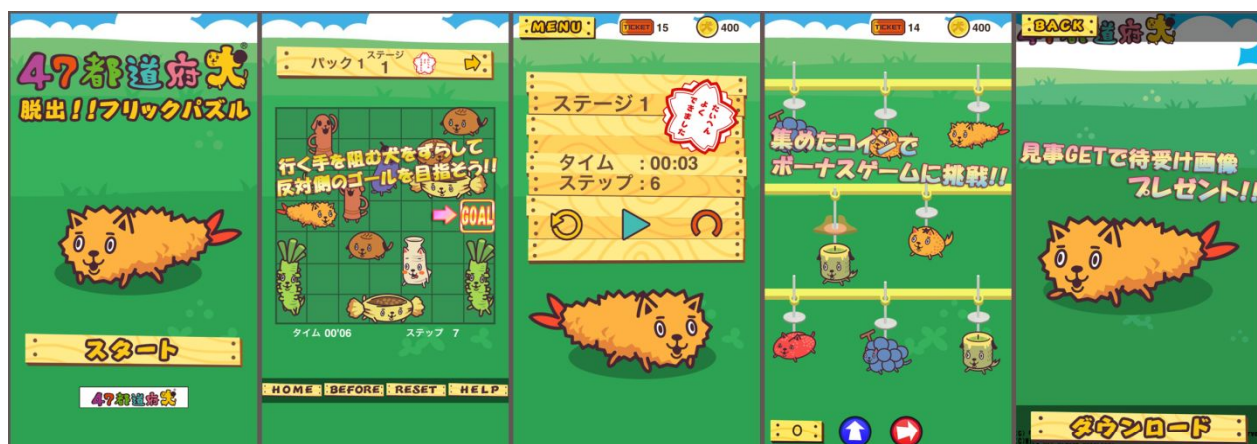 47都道府犬
脱出!!フリックパズル
スタート
47都道府犬
パック1
ステージ
1
行く手を阻む犬をずらして
反対側のゴールを目指そう!!
GOAL
タイム 00'06
ステップ 7
HOME
BEFORE
RESET
HELP
MENU
TICKET 15
400
ステージ 1
たいへん
よく
できました
タイム :00:03
ステップ:6
TICKET 14
400
集めたコインで
ボーナスゲームに挑戦!!
0
BACK
見事GETで待受け画像
プレゼント!!
ダウンロード